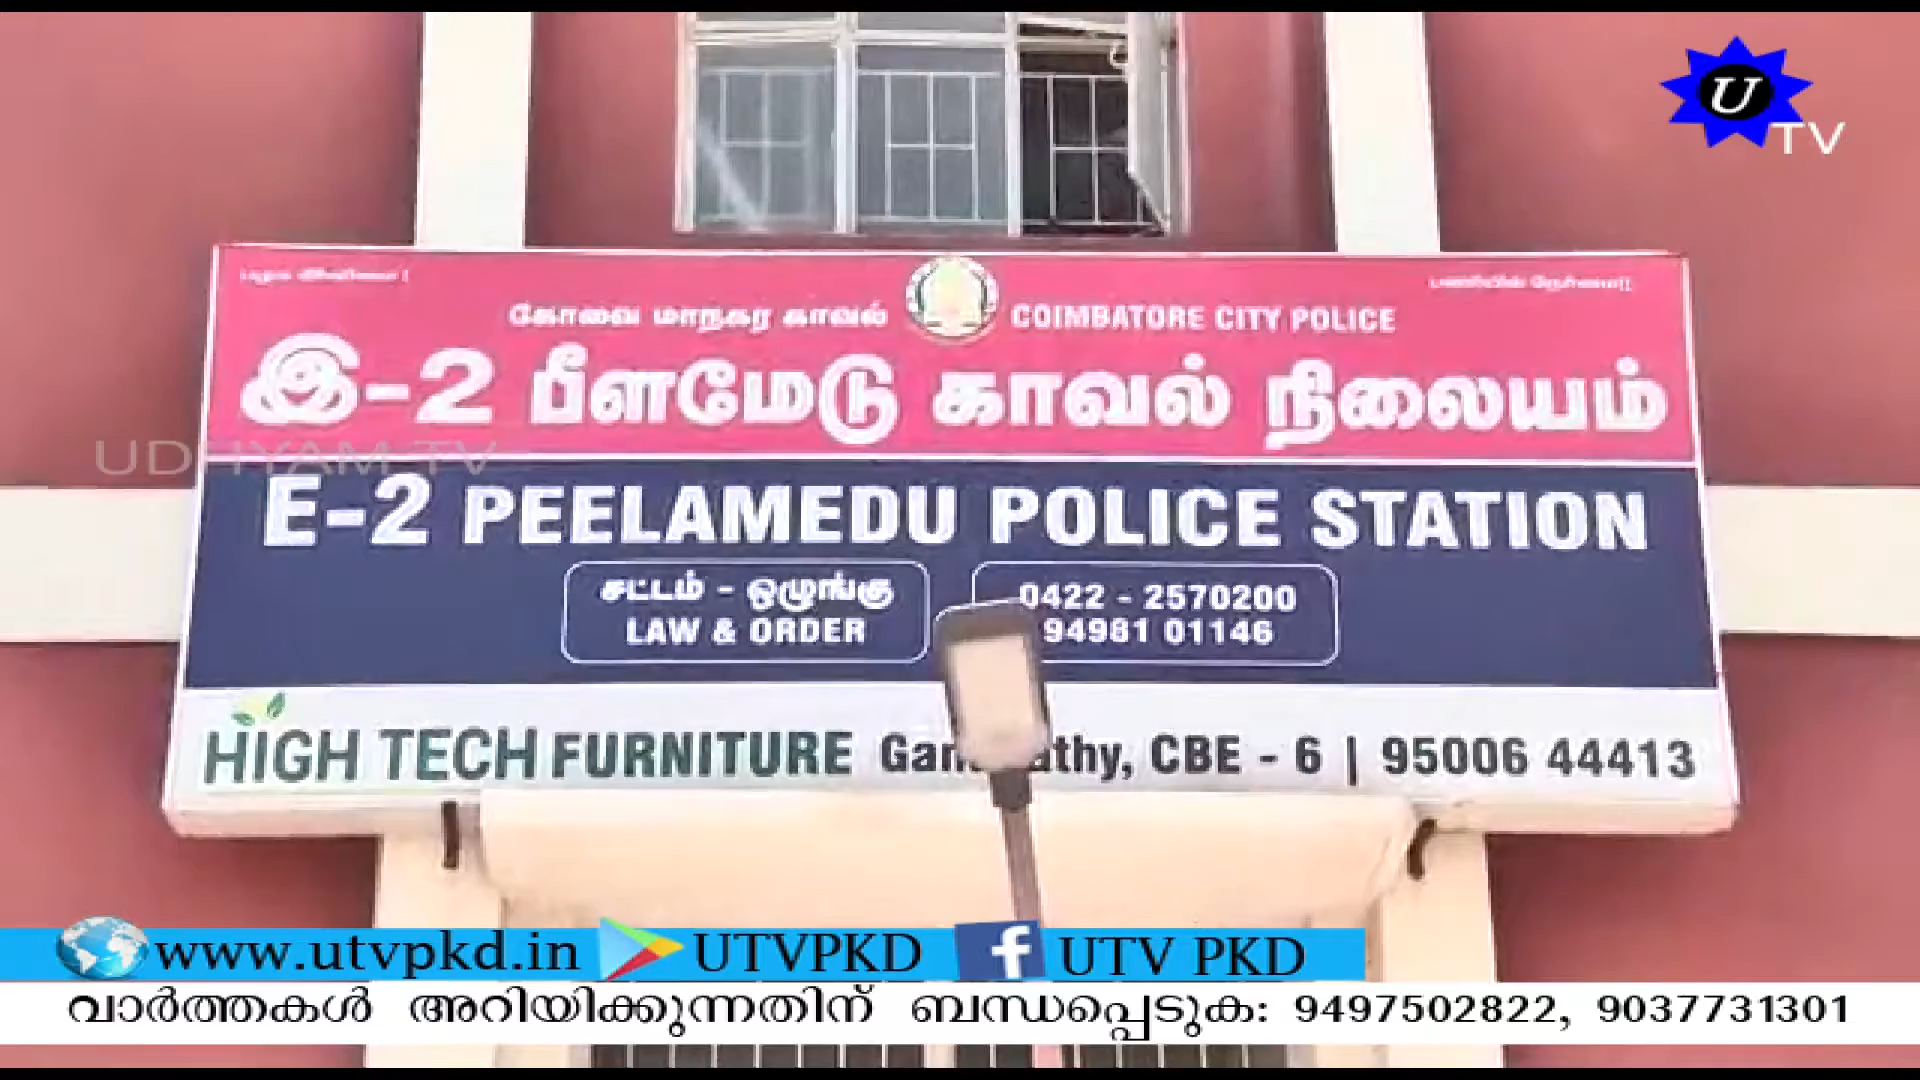 U TV
பணியில் நேர்மை!!
கோவை மாநகர காவல் COIMBATORE CITY POLICE
இ-2 பீளமேடு காவல் நிலையம்
UDHYAM TV
E-2 PEELAMEDU POLICE STATION
சட்டம் - ஒழுங்கு
LAW & ORDER
0422 - 2570200
94981 01146
HIGH TECH FURNITURE CBE - 6 | 95006 44413
www.utvpkd.in UTVPKD UTV PKD
വാർത്തകൾ അറിയിക്കുന്നതിന് ബന്ധപ്പെടുക: 9497502822, 9037731301